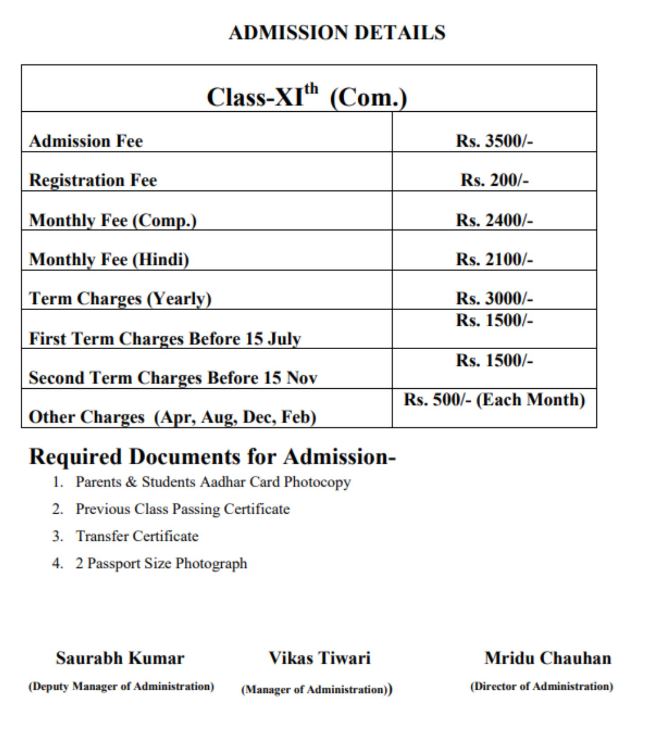 ADMISSION DETAILS
Class-XIth (Com.)
Admission Fee Rs. 3500/-
Registration Fee Rs. 200/-
Monthly Fee (Comp.) Rs. 2400/-
Monthly Fee (Hindi) Rs. 2100/-
Term Charges (Yearly) Rs. 3000/-
First Term Charges Before 15 July Rs. 1500/-
Second Term Charges Before 15 Nov Rs. 1500/-
Other Charges (Apr, Aug, Dec, Feb) Rs. 500/- (Each Month)
Required Documents for Admission-
1. Parents & Students Aadhar Card Photocopy
2. Previous Class Passing Certificate
3. Transfer Certificate
4. 2 Passport Size Photograph
Saurabh Kumar Vikas Tiwari Mridu Chauhan
(Deputy Manager of Administration) (Manager of Administration)) (Director of Administration)